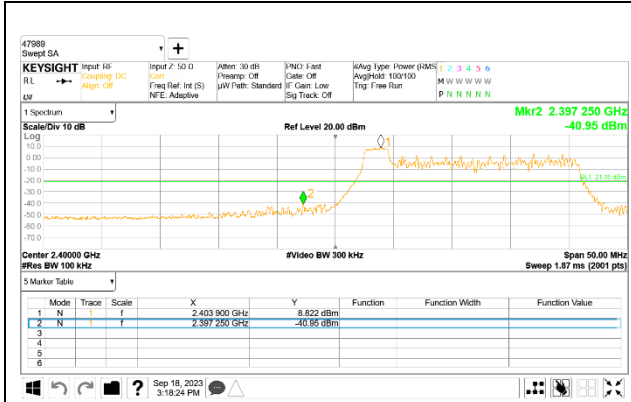 47989
Swept SA
KEYSIGHT Input: RF Input Z: 50 Ω Atten: 30 dB PNO: Fast #Avg Type: Power (RMS 1 2 3 4 5 6
RL Coupling: DC Corr Preamp: Off Gate: Off Avg|Hold: 100/100 M W W W W W
Align: Off Freq Ref: Int (S) µW Path: Standard IF Gain: Low Trig: Free Run
NFE: Adaptive Sig Track: Off P N N N N N
1 Spectrum Mkr2 2.397 250 GHz
Scale/Div 10 dB Ref Level 20.00 dBm -40.95 dBm
Log
10.0
0.00
-10.0
-20.0
-30.0
-40.0
-50.0
-60.0
-70.0
1
2
Center 2.40000 GHz #Video BW 300 kHz Span 50.00 MHz
#Res BW 100 kHz Sweep 1.87 ms (2001 pts)
5 Marker Table
Mode Trace Scale X Y Function Function Width Function Value
1 N 1 f 2.403 900 GHz 8.822 dBm
2 N 1 f 2.397 250 GHz -40.95 dBm
3
4
5
6
Sep 18, 2023
3:18:24 PM